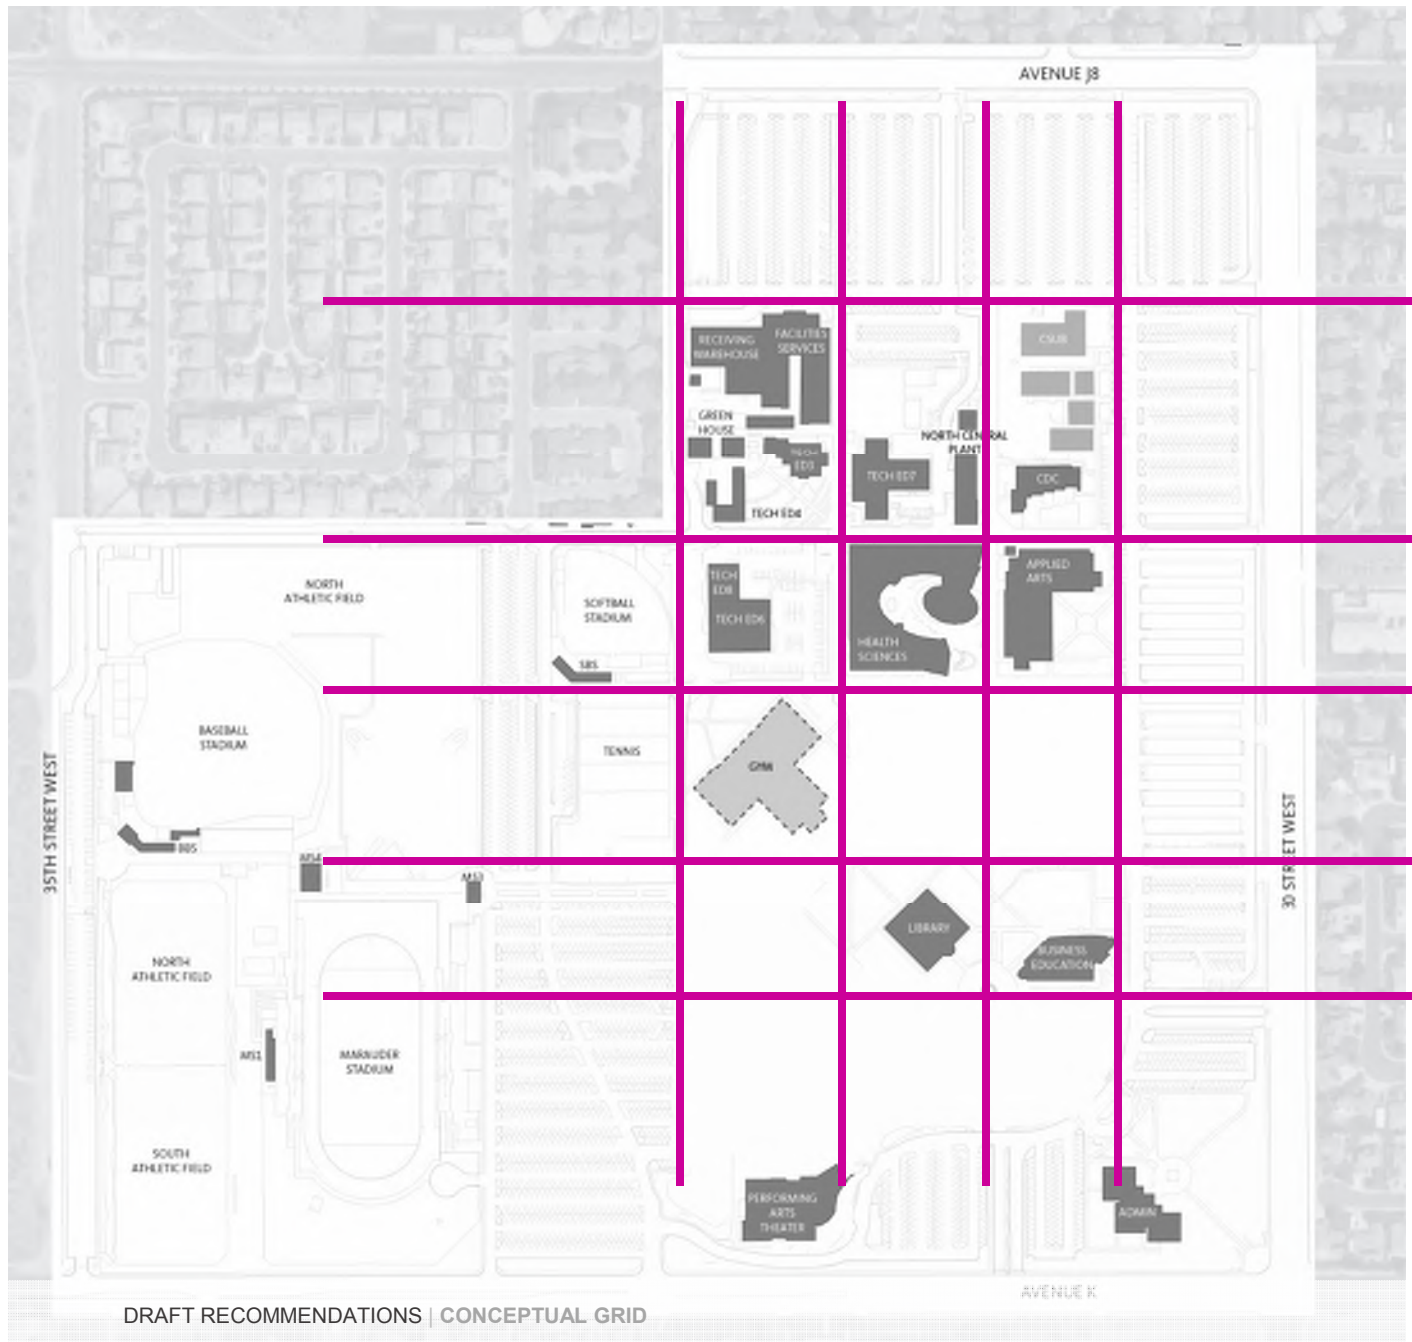 AVENUE J8
RECEIVING
WAREHOUSE
FACILITIES
SERVICES
CSUB
GREEN
HOUSE
NORTH CENTRAL
PLANT
TECH
ED3
TECH ED7
CDC
TECH ED4
NORTH
ATHLETIC FIELD
SOFTBALL
STADIUM
TECH
ED8
TECH ED6
APPLIED
ARTS
HEALTH
SCIENCES
SBS
BASEBALL
STADIUM
TENNIS
GYM
35TH STREET WEST
30 STREET WEST
BBS
MS4
MS3
LIBRARY
BUSINESS
EDUCATION
NORTH
ATHLETIC FIELD
MS1
MARAUDER
STADIUM
SOUTH
ATHLETIC FIELD
PERFORMING
ARTS
THEATER
ADMIN
AVENUE K
DRAFT RECOMMENDATIONS | CONCEPTUAL GRID